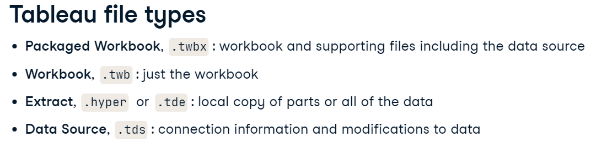 Tableau file types
• Packaged Workbook, .twbx : workbook and supporting files including the data source
• Workbook, .twb : just the workbook
• Extract, .hyper or .tde : local copy of parts or all of the data
• Data Source, .tds : connection information and modifications to data